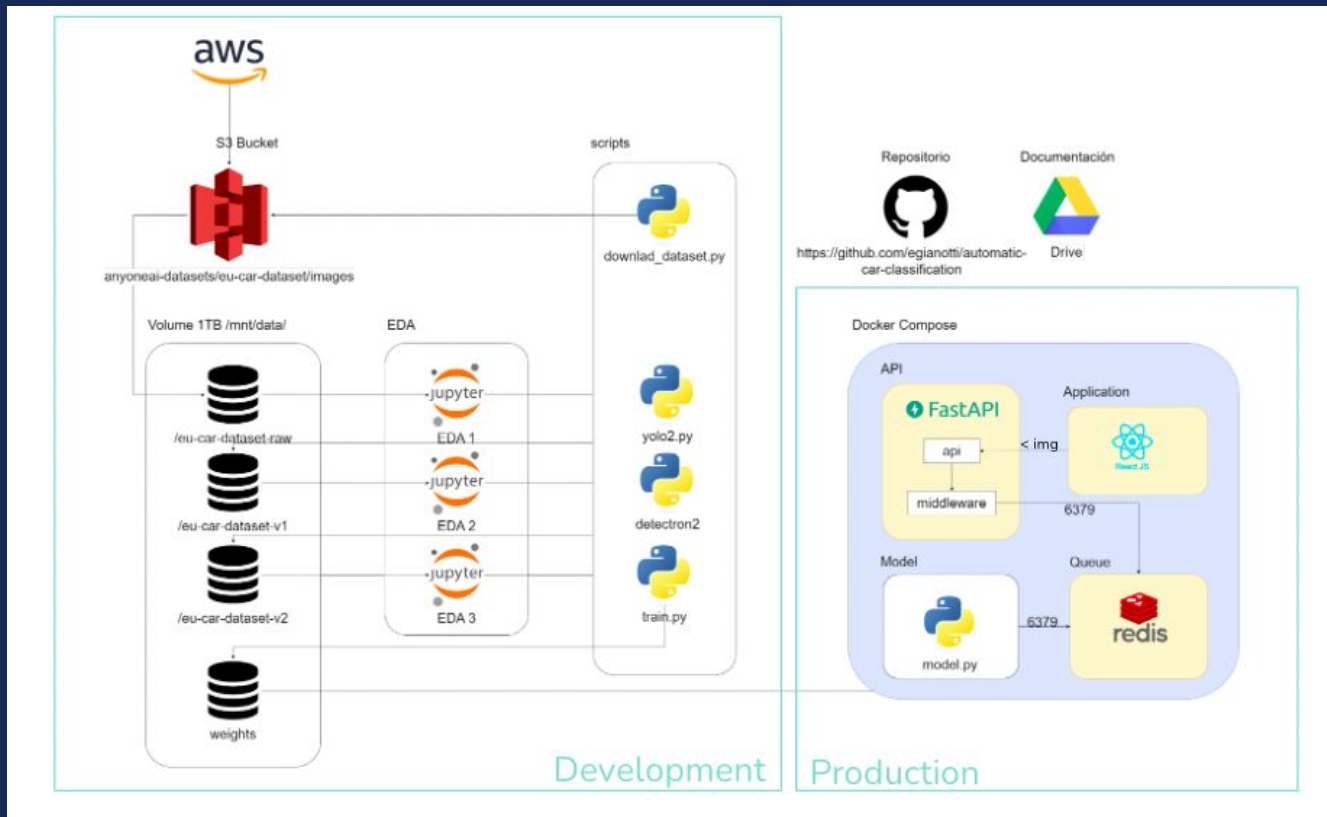 aws
S3 Bucket
anyoneai-datasets/eu-car-dataset/images
scripts
downlad_dataset.py
Volume 1TB /mnt/data/
EDA
/eu-car-dataset-raw
jupyter
EDA 1
yolo2.py
/eu-car-dataset-v1
jupyter
EDA 2
detectron2
/eu-car-dataset-v2
jupyter
EDA 3
train.py
weights
Development
Repositorio
https://github.com/egianotti/automatic-
car-classification
Documentación
Drive
Docker Compose
API
FastAPI
api
middleware
< img
Application
React JS
6379
Model
model.py
6379
Queue
redis
Production